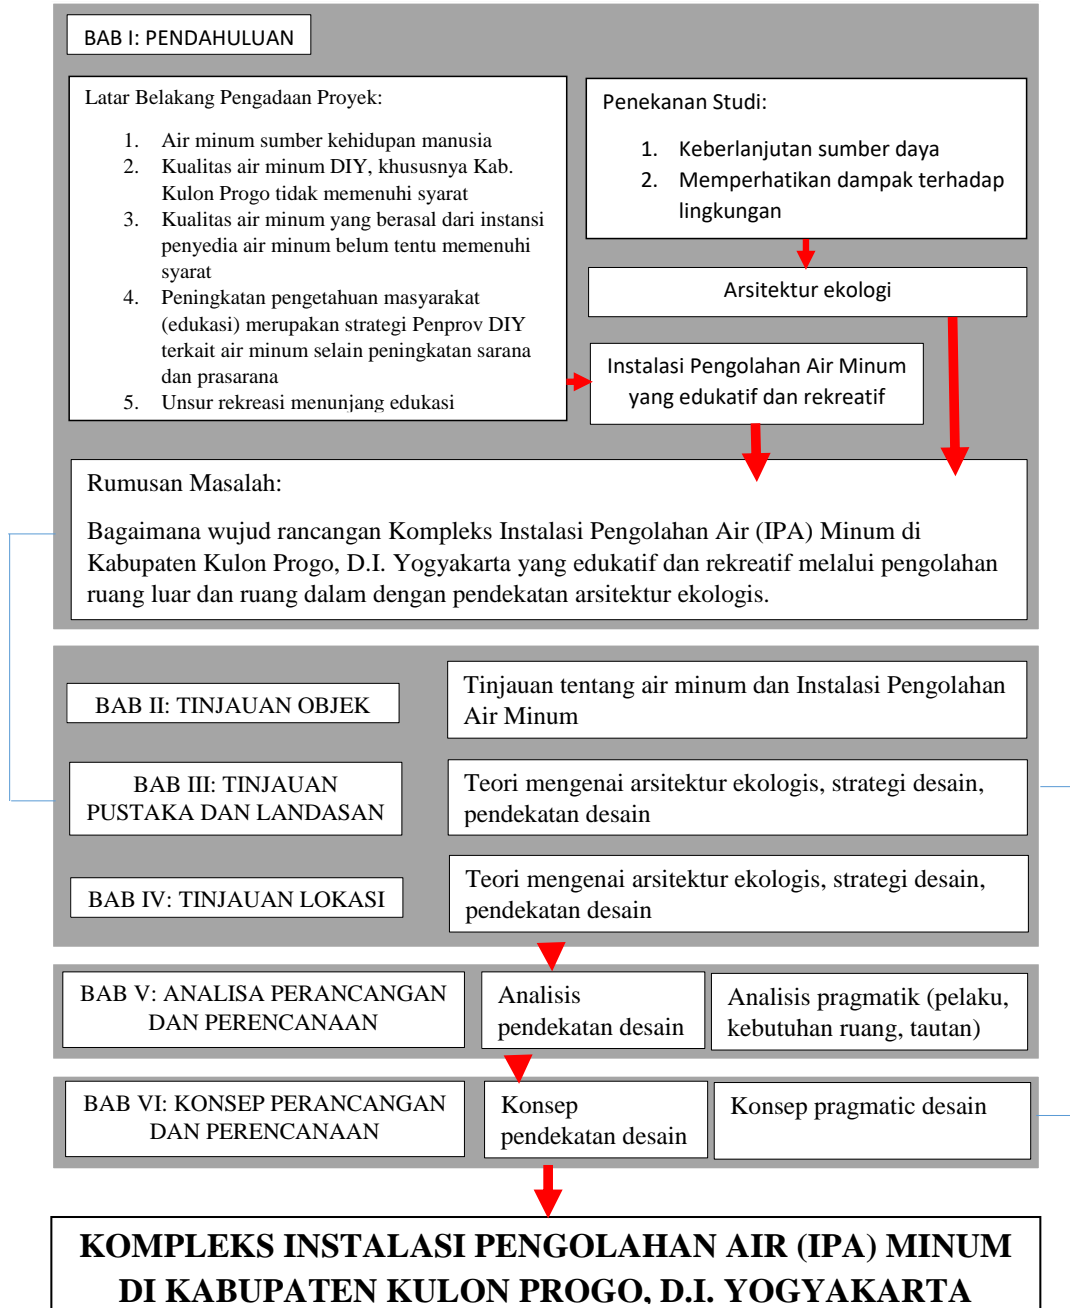 BAB I: PENDAHULUAN
Latar Belakang Pengadaan Proyek:
1. Air minum sumber kehidupan manusia
2. Kualitas air minum DIY, khususnya Kab.
Kulon Progo tidak memenuhi syarat
3. Kualitas air minum yang berasal dari instansi
penyedia air minum belum tentu memenuhi
syarat
4. Peningkatan pengetahuan masyarakat
(edukasi) merupakan strategi Penprov DIY
terkait air minum selain peningkatan sarana
dan prasarana
5. Unsur rekreasi menunjang edukasi
Penekanan Studi:
1. Keberlanjutan sumber daya
2. Memperhatikan dampak terhadap
lingkungan
Arsitektur ekologi
Instalasi Pengolahan Air Minum
yang edukatif dan rekreatif
Rumusan Masalah:
Bagaimana wujud rancangan Kompleks Instalasi Pengolahan Air (IPA) Minum di
Kabupaten Kulon Progo, D.I. Yogyakarta yang edukatif dan rekreatif melalui pengolahan
ruang luar dan ruang dalam dengan pendekatan arsitektur ekologis.
BAB II: TINJAUAN OBJEK
Tinjauan tentang air minum dan Instalasi Pengolahan
Air Minum
BAB III: TINJAUAN
PUSTAKA DAN LANDASAN
Teori mengenai arsitektur ekologis, strategi desain,
pendekatan desain
BAB IV: TINJAUAN LOKASI
Teori mengenai arsitektur ekologis, strategi desain,
pendekatan desain
BAB V: ANALISA PERANCANGAN
DAN PERENCANAAN
Analisis
pendekatan desain
Analisis pragmatik (pelaku,
kebutuhan ruang, tautan)
BAB VI: KONSEP PERANCANGAN
DAN PERENCANAAN
Konsep
pendekatan desain
Konsep pragmatic desain
KOMPLEKS INSTALASI PENGOLAHAN AIR (IPA) MINUM
DI KABUPATEN KULON PROGO, D.I. YOGYAKARTA